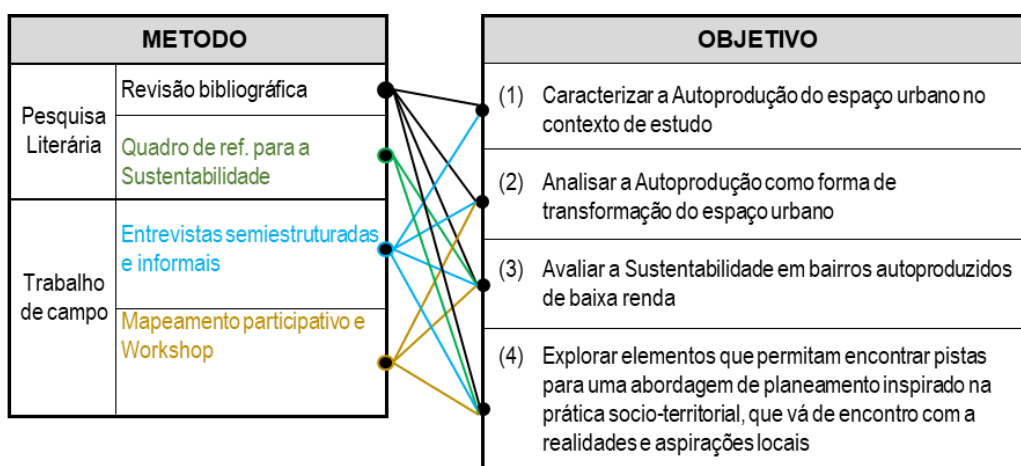 METODO
Pesquisa
Literária
Revisão bibliográfica
Quadro de ref. para a
Sustentabilidade
Trabalho
de campo
Entrevistas semiestruturadas
e informais
Mapeamento participativo e
Workshop
OBJETIVO
(1) Caracterizar a Autoprodução do espaço urbano no
contexto de estudo
(2) Analisar a Autoprodução como forma de
transformação do espaço urbano
(3) Avaliar a Sustentabilidade em bairros autoproduzidos
de baixa renda
(4) Explorar elementos que permitam encontrar pistas
para uma abordagem de planeamento inspirado na
prática socio-territorial, que vá de encontro com a
realidades e aspirações locais